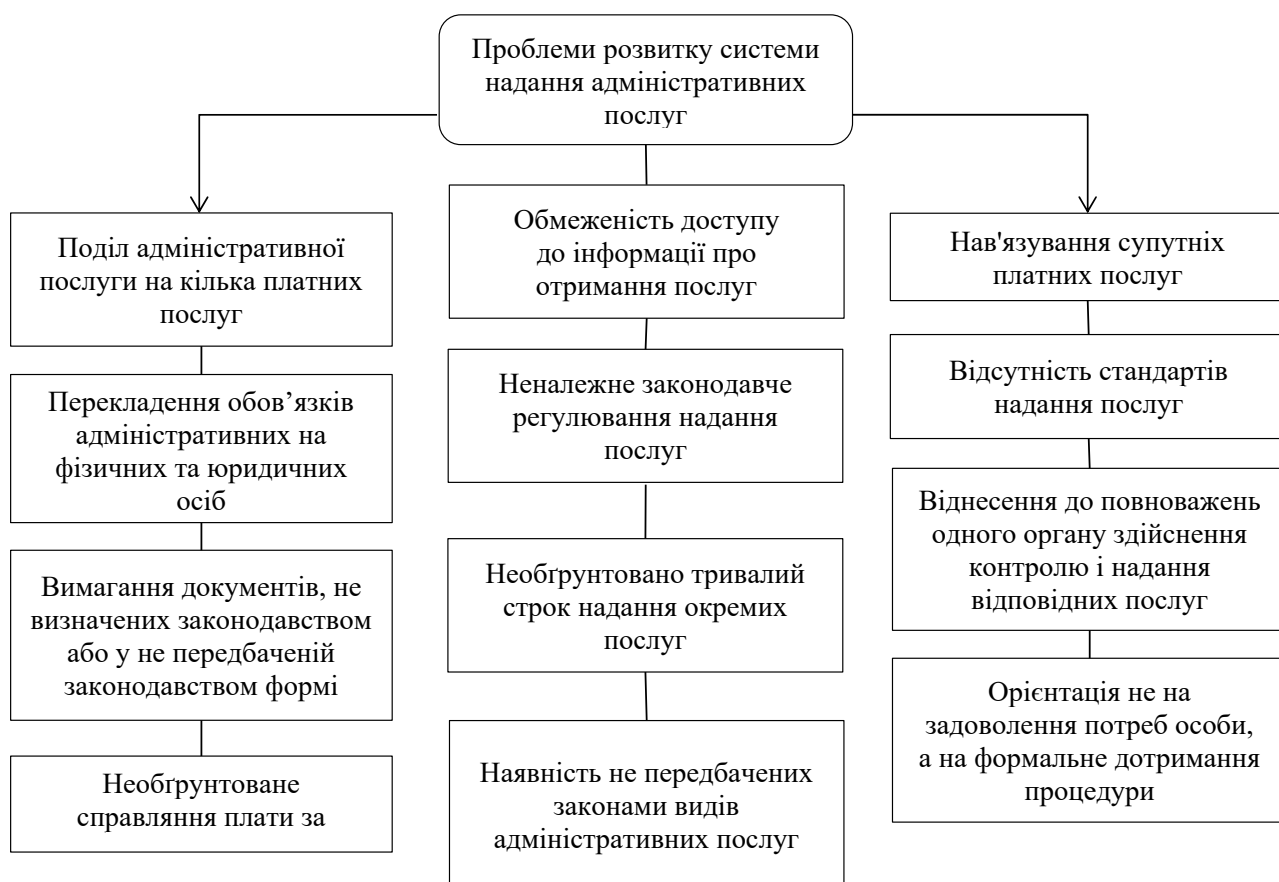 Проблеми розвитку системи
надання адміністративних
послуг
Поділ адміністративної
послуги на кілька платних
послуг
Перекладення обов’язків
адміністративних на
фізичних та юридичних
осіб
Вимагання документів, не
визначених законодавством
або у не передбаченій
законодавством формі
Необґрунтоване
справляння плати за
Обмеженість доступу
до інформації про
отримання послуг
Неналежне законодавче
регулювання надання
послуг
Необґрунтовано тривалий
строк надання окремих
послуг
Наявність не передбачених
законами видів
адміністративних послуг
Нав'язування супутніх
платних послуг
Відсутність стандартів
надання послуг
Віднесення до повноважень
одного органу здійснення
контролю і надання
відповідних послуг
Орієнтація не на
задоволення потреб особи,
а на формальне дотримання
процедури